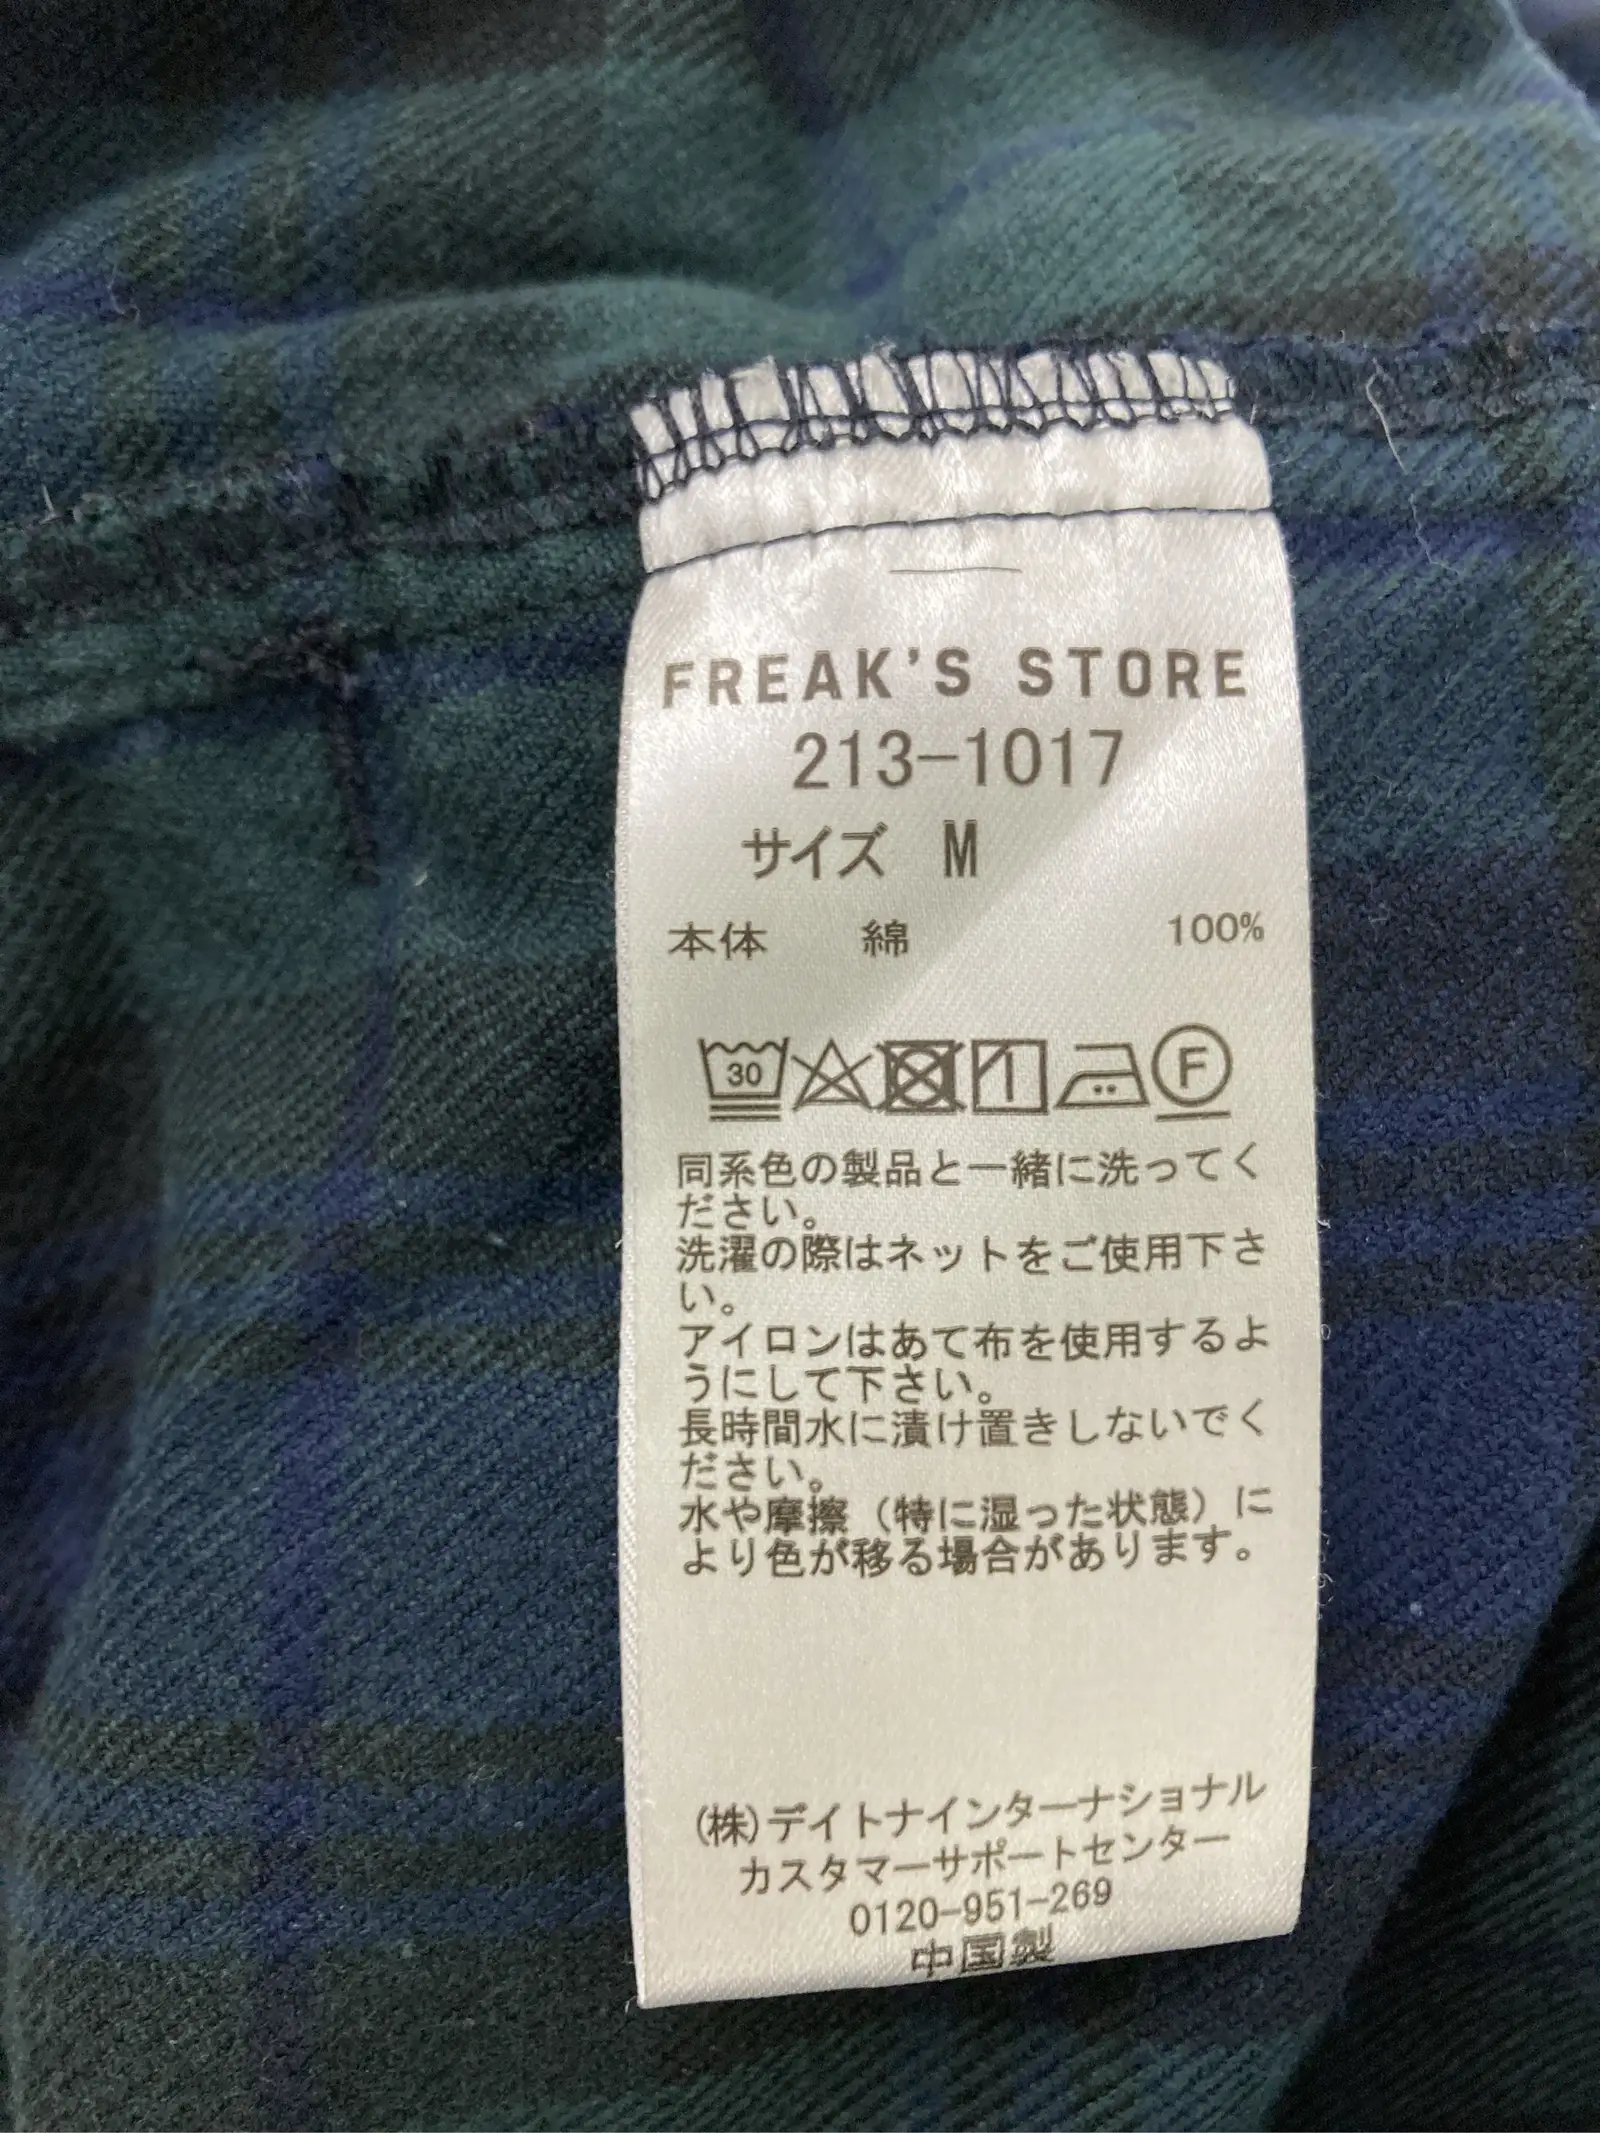 FREAK'S STORE
213-1017
サイズ M
本体 綿 100%
30
F
同系色の製品と一緒に洗ってく
ださい。
洗濯の際はネットをご使用下さ
い。
アイロンはあて布を使用するよ
うにして下さい。
長時間水に漬け置きしないでく
ださい。
水や摩擦（特に湿った状態）に
より色が移る場合があります。
(株)デイトナインターナショナル
カスタマーサポートセンター
0120-951-269
中国製